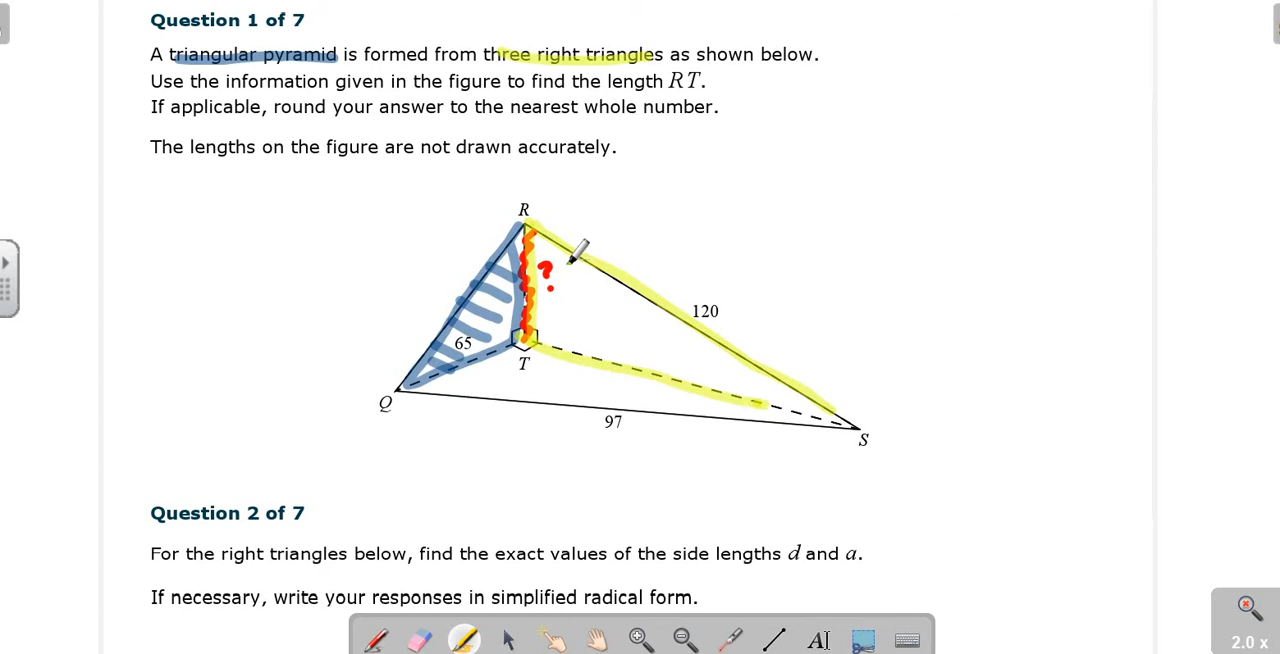 Question 1 of 7
A triangular pyramid is formed from three right triangles as shown below.
Use the information given in the figure to find the length RT.
If applicable, round your answer to the nearest whole number.
The lengths on the figure are not drawn accurately.
R
?
120
65
T
Q
97
S
Question 2 of 7
For the right triangles below, find the exact values of the side lengths d and a.
If necessary, write your responses in simplified radical form.
A
2.0 x